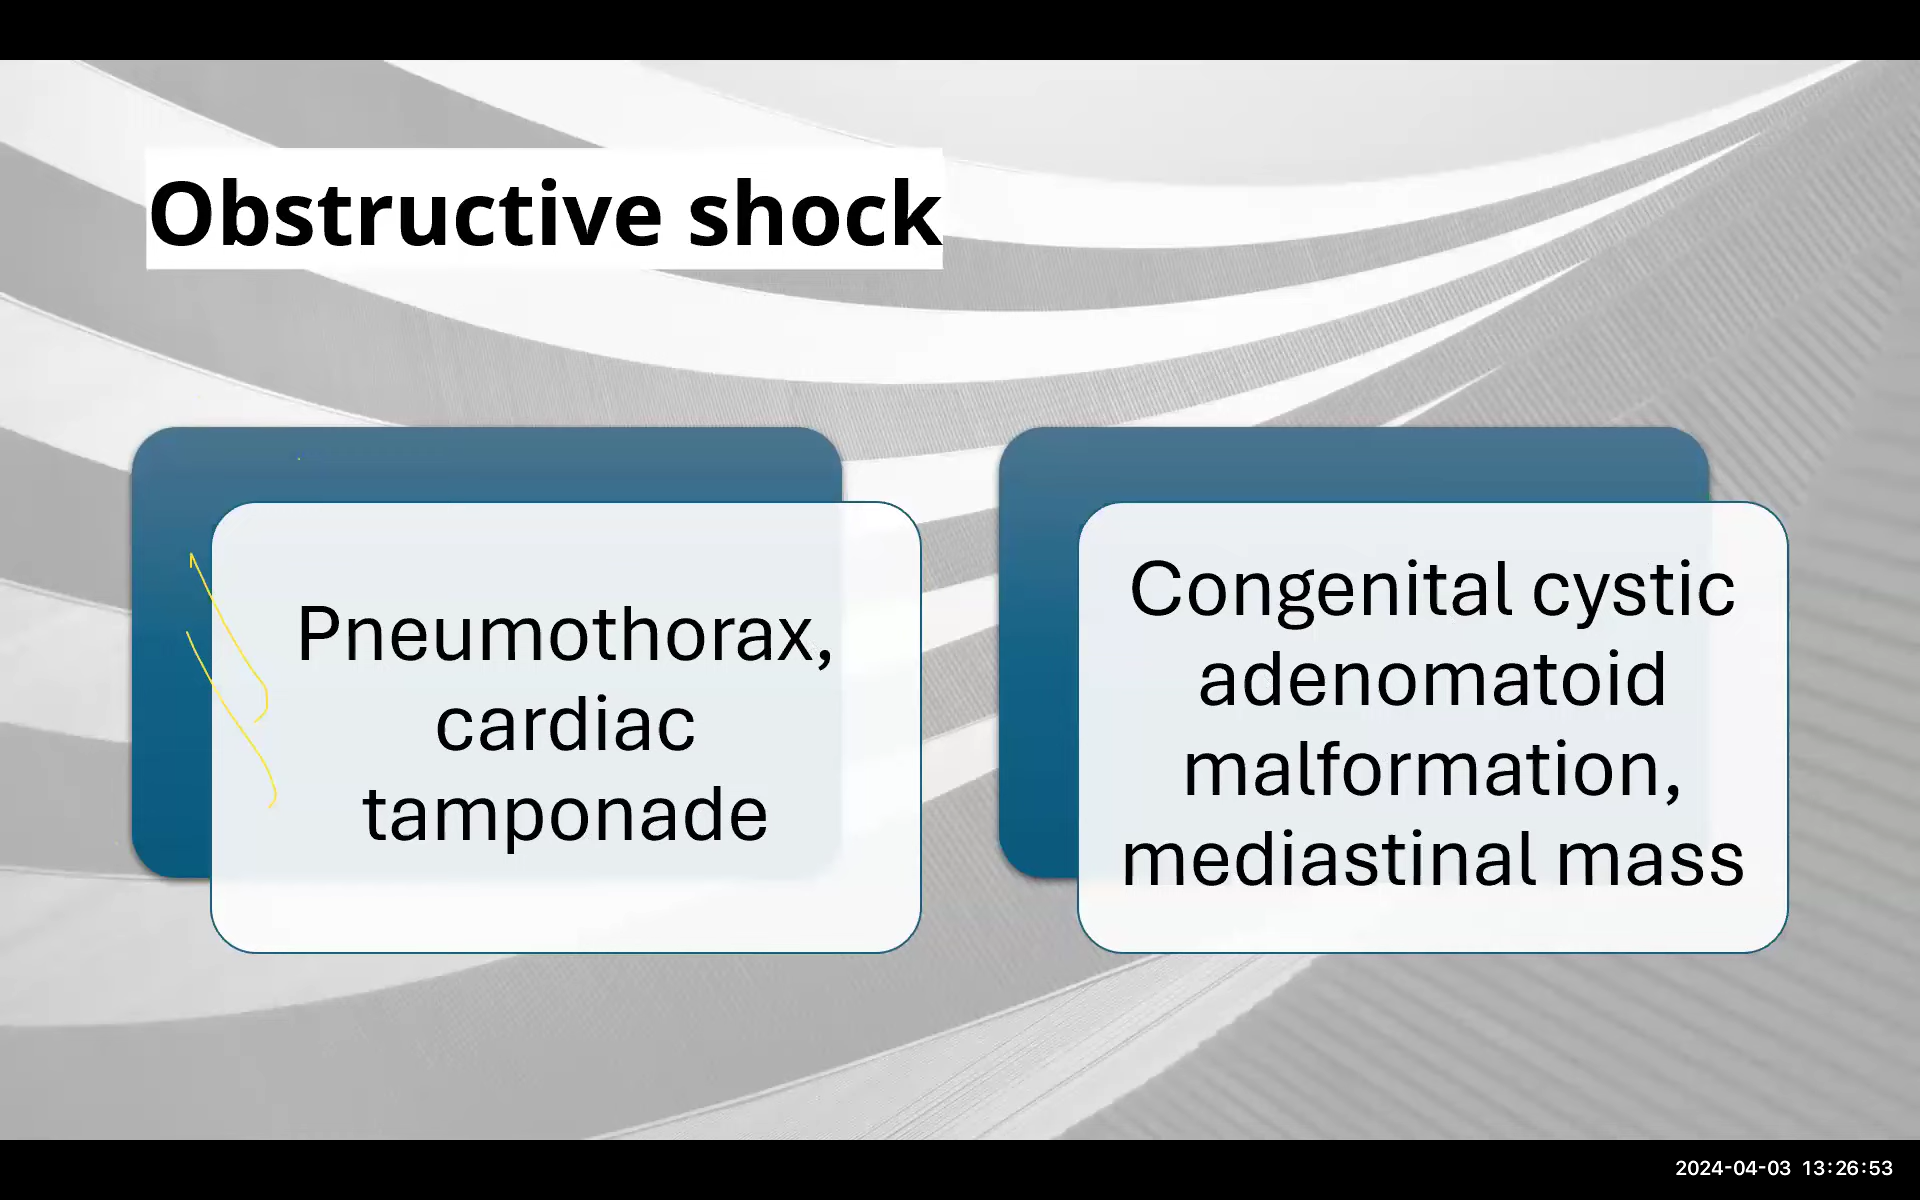 Obstructive shock
Pneumothorax,
cardiac
tamponade
Congenital cystic
adenomatoid
malformation,
mediastinal mass
2024-04-03 13:26:53